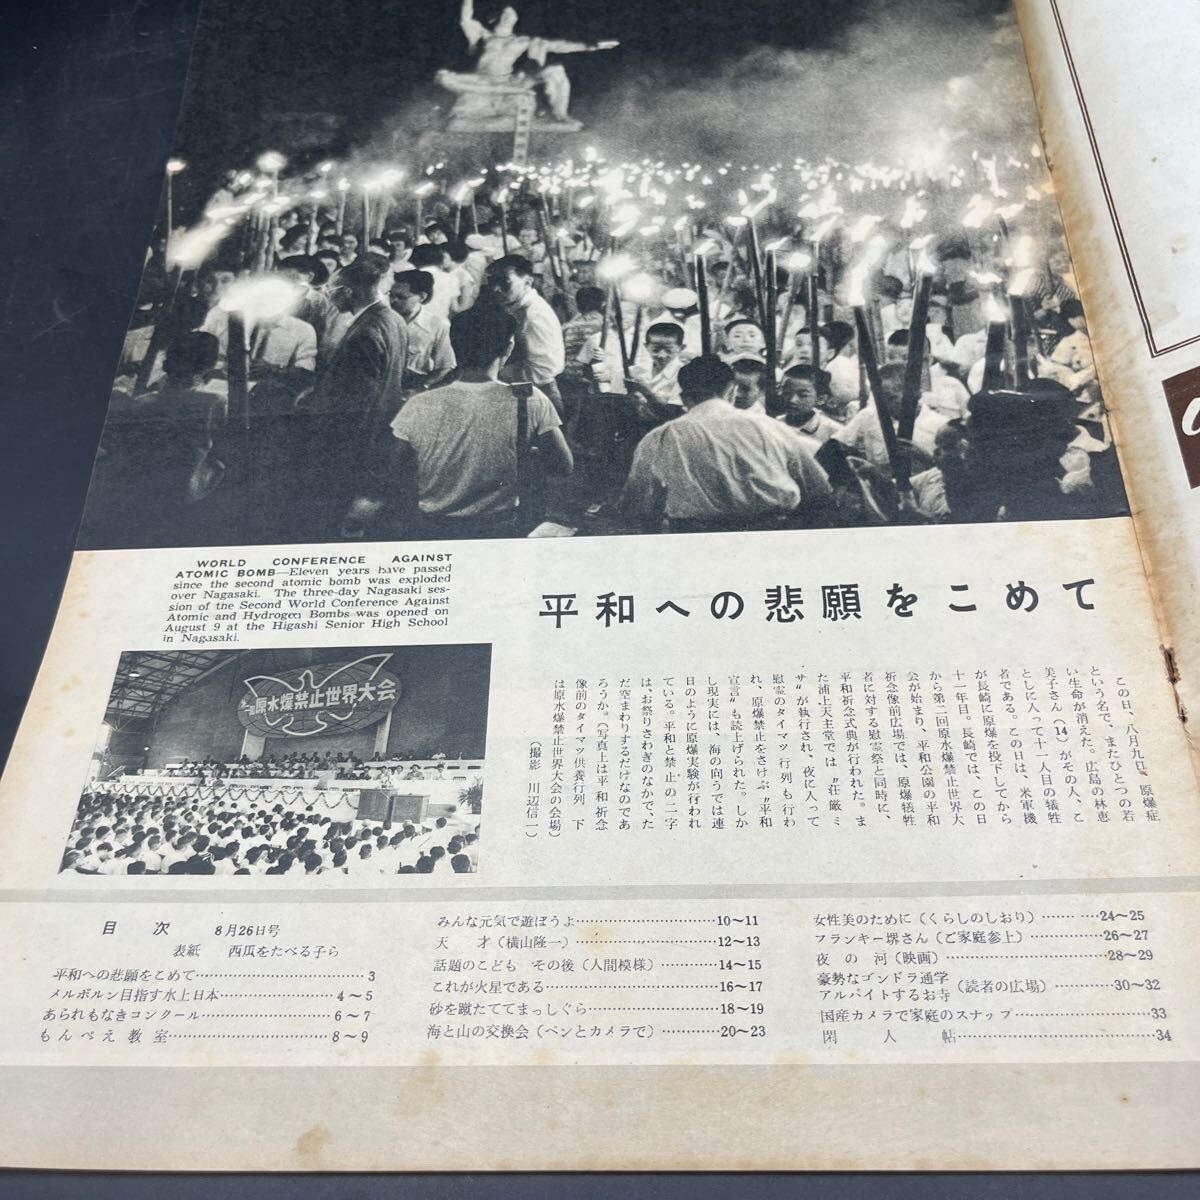 WORLD CONFERENCE AGAINST
ATOMIC BOMB—Eleven years have passed
since the second atomic bomb was exploded
over Nagasaki. The three-day Nagasaki ses-
sion of the Second World Conference Against
Atomic and Hydrogen Bombs was opened on
August 9 at the Higashi Senior High School
in Nagasaki.
平和への悲願をこめて
原水爆禁止世界大会
この日、八月九日、原爆症
という名で、またひとつの若
い生命が消えた。広島の林恵
美子さん（14）がその人、こ
としに入って十一人目の犠牲
者である。この日は、米軍機
が長崎に原爆を投下してから
十一年目。長崎では、この日
から第二回原水爆禁止世界大
会が始まり、平和公園の平和
祈念像前広場では、原爆犠牲
者に対する慰霊祭と同時に、
平和祈念式典が行われた。ま
た浦上天主堂では〝荘厳ミ
サ〟が執行され、夜に入って
慰霊のタイマツ行列も行わ
れ、原爆禁止をさけぶ〝平和
宣言〟も読上げられた。しか
し現実には、海の向うでは連
日のように原爆実験が行われ
ている。平和と禁止の二字
は、お祭りさわぎのなかで、た
だ空まわりするだけなのであ
ろうか。（写真上は平和祈念
像前のタイマツ供養行列 下
は原水爆禁止世界大会の会場）
（撮影 川辺信一）
目次 8月26日号
表紙 西瓜をたべる子ら
平和への悲願をこめて……………………3
メルボルン目指す水上日本………………4～5
あられもなきコンクール…………………6～7
もんぺえ教室………………………………8～9
みんな元気で遊ぼうよ……………………10～11
天才（横山隆一）…………………………12～13
話題のこども その後（人間模様）………14～15
これが火星である…………………………16～17
砂を蹴たててまっしぐら…………………18～19
海と山の交換会（ペンとカメラで）………20～23
女性美のために（くらしのしおり）………24～25
フランキー堺さん（ご家庭参上）…………26～27
夜の河（映画）……………………………28～29
豪勢なゴンドラ通学
アルバイトするお寺（読者の広場）………30～32
国産カメラで家庭のスナップ……………33
閑人帖………………………………………34